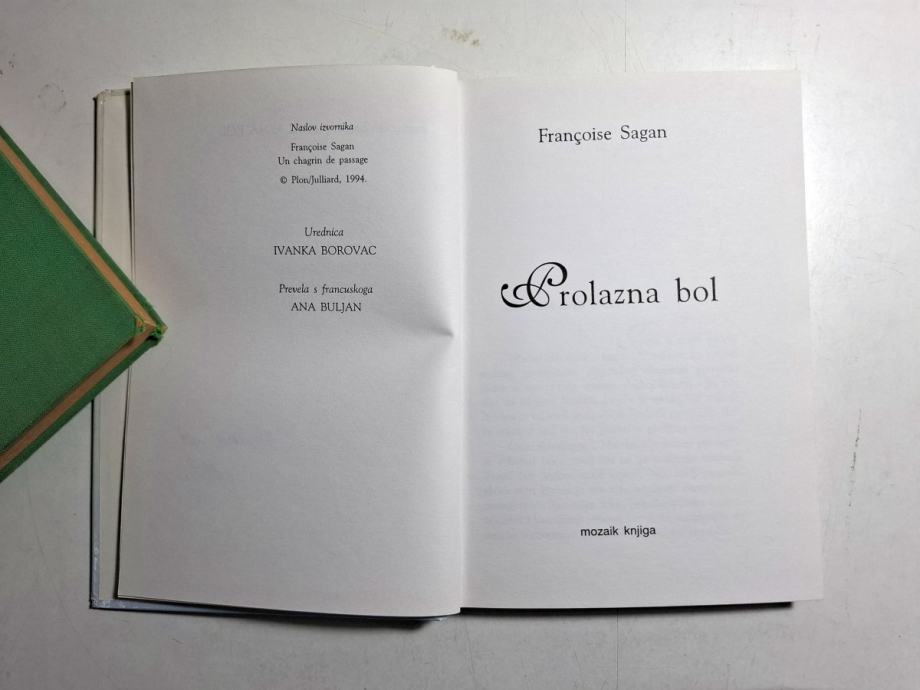 Naslov izvornika
Françoise Sagan
Un chagrin de passage
© Plon/Julliard, 1994.
Urednica
IVANKA BOROVAC
Prevela s francuskoga
ANA BULJAN
Françoise Sagan
Prolazna bol
mozaik knjiga